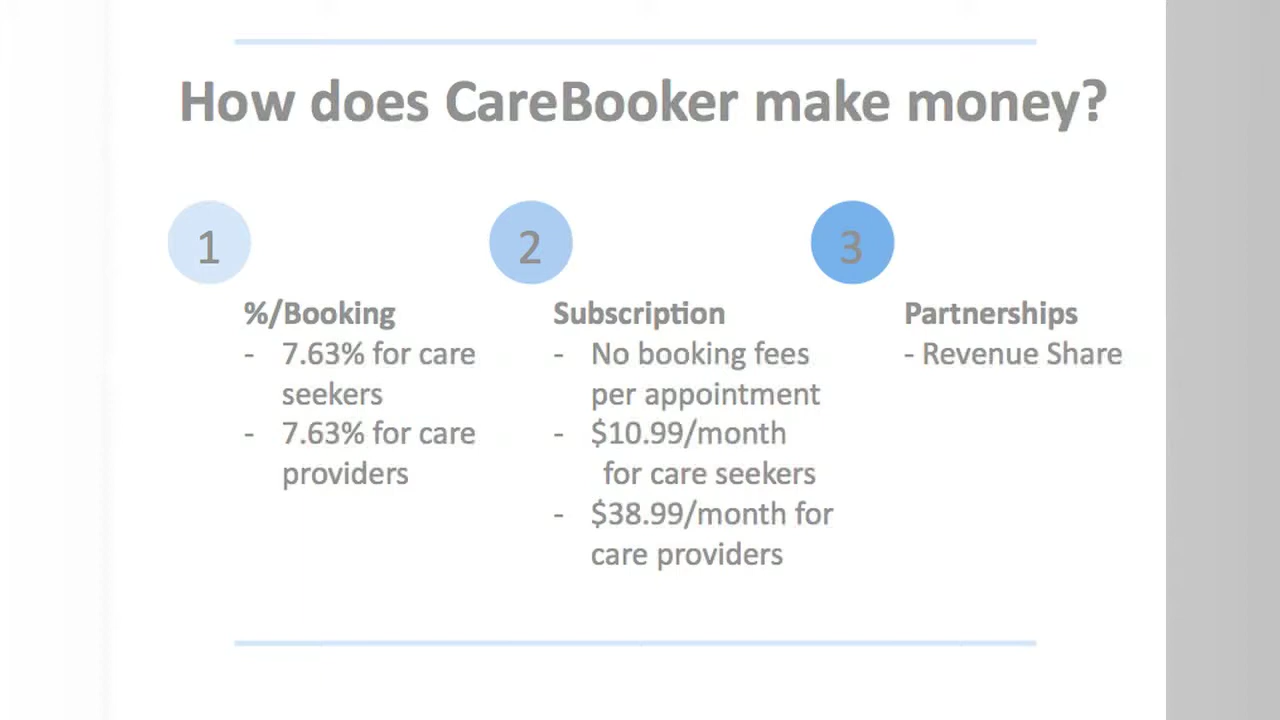 How does CareBooker make money?
1
%/Booking
- 7.63% for care
seekers
- 7.63% for care
providers
2
Subscription
- No booking fees
per appointment
- $10.99/month
for care seekers
- $38.99/month for
care providers
3
Partnerships
- Revenue Share